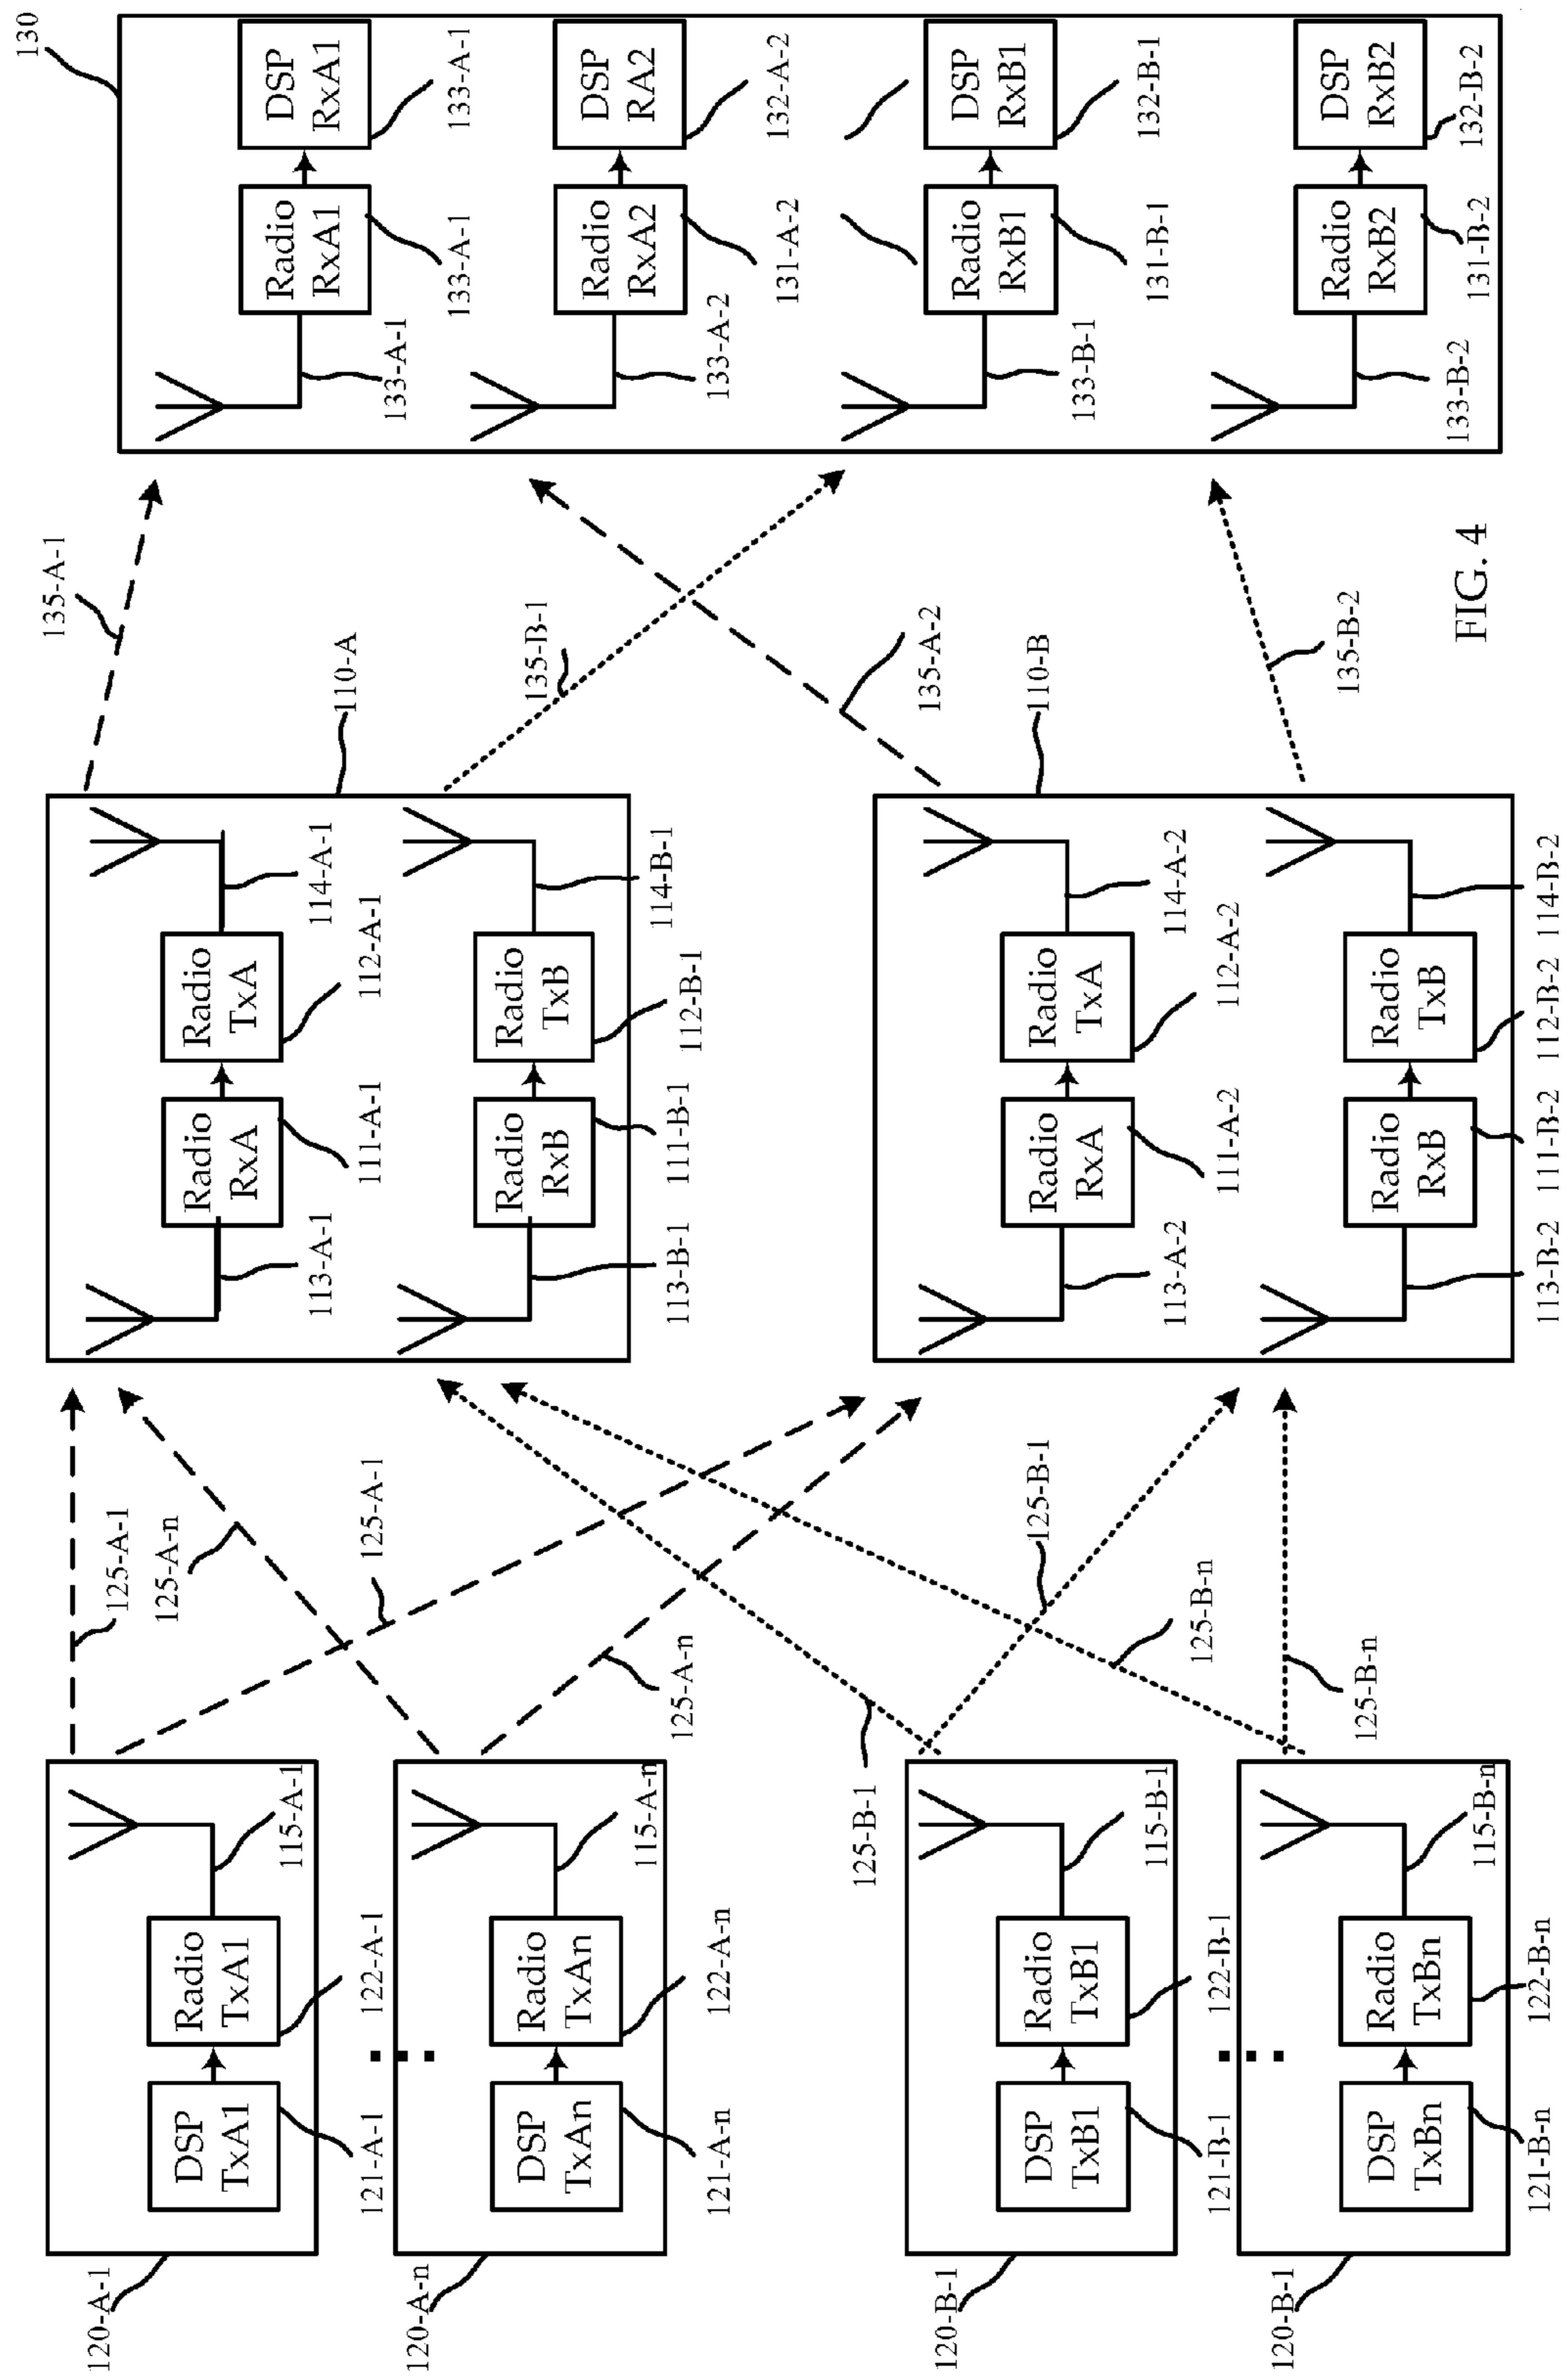 120-A-1
DSP
TxA1
121-A-1
Radio
TxA1
122-A-1
115-A-1
120-A-n
DSP
TxAn
121-A-n
Radio
TxAn
122-A-n
115-A-n
120-B-1
DSP
TxB1
121-B-1
Radio
TxB1
122-B-1
115-B-1
120-B-1
DSP
TxBn
121-B-n
Radio
TxBn
122-B-n
115-B-n
125-A-1
125-A-n
125-A-1
125-A-n
125-B-1
125-B-1
125-B-n
125-B-n
110-A
113-A-1
Radio
RxA
111-A-1
Radio
TxA
112-A-1
114-A-1
113-B-1
Radio
RxB
111-B-1
Radio
TxB
112-B-1
114-B-1
110-B
113-A-2
Radio
RxA
111-A-2
Radio
TxA
112-A-2
114-A-2
113-B-2
Radio
RxB
111-B-2
Radio
TxB
112-B-2
114-B-2
135-A-1
135-B-1
135-A-2
135-B-2
130
133-A-1
Radio
RxA1
133-A-1
DSP
RxA1
133-A-1
133-A-2
Radio
RxA2
131-A-2
DSP
RA2
132-A-2
133-B-1
Radio
RxB1
131-B-1
DSP
RxB1
132-B-1
133-B-2
Radio
RxB2
131-B-2
DSP
RxB2
132-B-2
FIG. 4